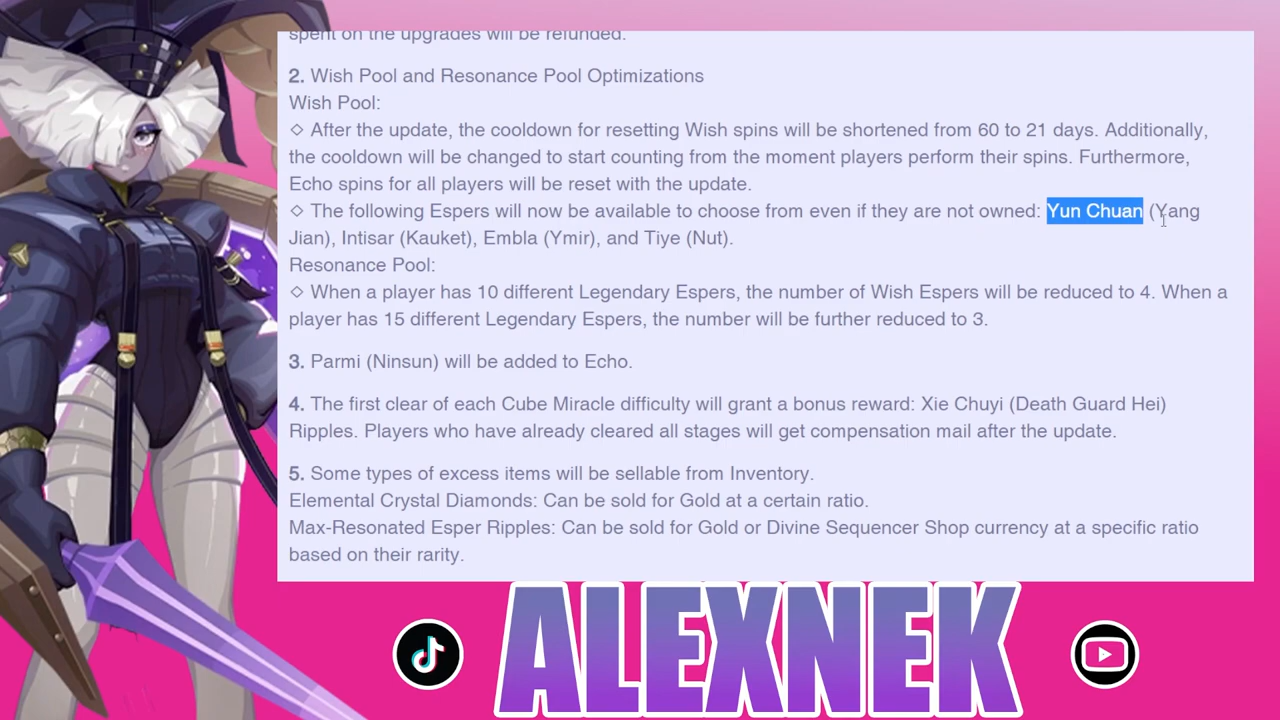 spent on the upgrades will be refunded.
2. Wish Pool and Resonance Pool Optimizations
Wish Pool:
◇ After the update, the cooldown for resetting Wish spins will be shortened from 60 to 21 days. Additionally,
the cooldown will be changed to start counting from the moment players perform their spins. Furthermore,
Echo spins for all players will be reset with the update.
◇ The following Espers will now be available to choose from even if they are not owned: Yun Chuan (Yang
Jian), Intisar (Kauket), Embla (Ymir), and Tiye (Nut).
Resonance Pool:
◇ When a player has 10 different Legendary Espers, the number of Wish Espers will be reduced to 4. When a
player has 15 different Legendary Espers, the number will be further reduced to 3.
3. Parmi (Ninsun) will be added to Echo.
4. The first clear of each Cube Miracle difficulty will grant a bonus reward: Xie Chuyi (Death Guard Hei)
Ripples. Players who have already cleared all stages will get compensation mail after the update.
5. Some types of excess items will be sellable from Inventory.
Elemental Crystal Diamonds: Can be sold for Gold at a certain ratio.
Max-Resonated Esper Ripples: Can be sold for Gold or Divine Sequencer Shop currency at a specific ratio
based on their rarity.
ALEXNEK